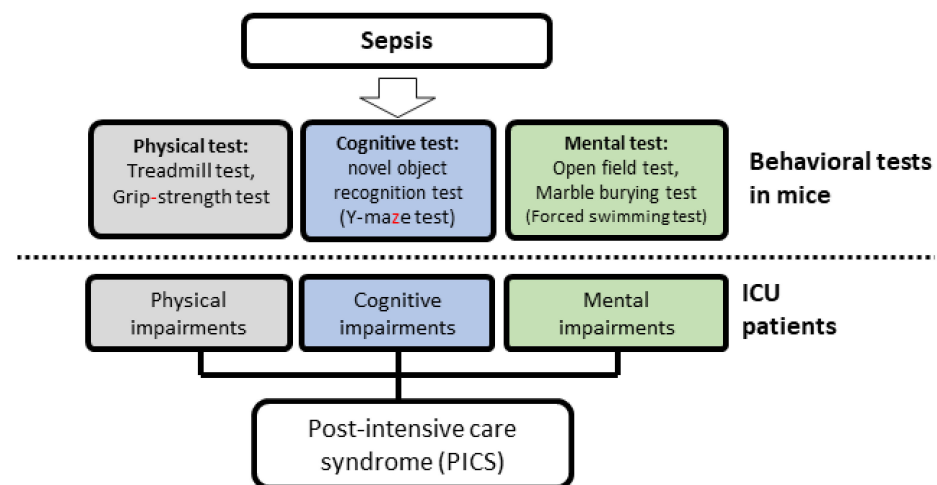 Sepsis
Physical test:
Treadmill test,
Grip-strength test
Cognitive test:
novel object
recognition test
(Y-maze test)
Mental test:
Open field test,
Marble burying test
(Forced swimming test)
Behavioral tests
in mice
Physical
impairments
Cognitive
impairments
Mental
impairments
ICU
patients
Post-intensive care
syndrome (PICS)